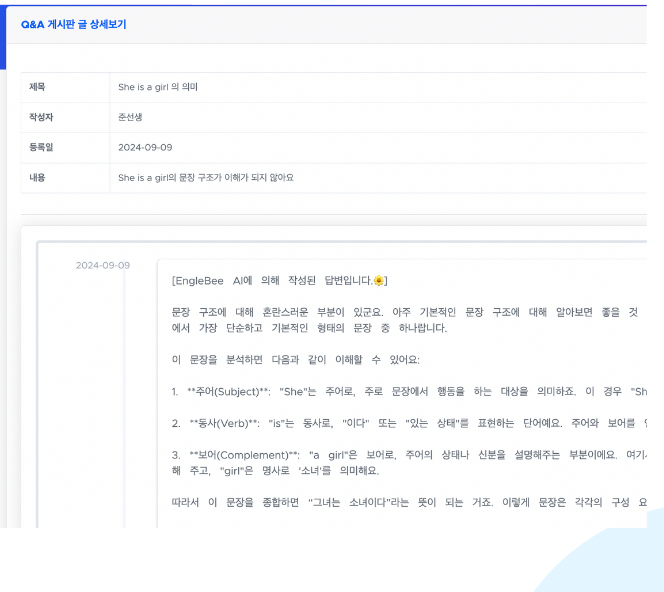 Q&A 게시판 글 상세보기
제목 She is a girl 의 의미
작성자 준선생
등록일 2024-09-09
내용 She is a girl의 문장 구조가 이해가 되지 않아요
2024-09-09
[EngleBee AI에 의해 작성된 답변입니다.🌼]
문장 구조에 대해 혼란스러운 부분이 있군요. 아주 기본적인 문장 구조에 대해 알아보면 좋을 것
에서 가장 단순하고 기본적인 형태의 문장 중 하나랍니다.
이 문장을 분석하면 다음과 같이 이해할 수 있어요:
1. **주어(Subject)**: "She"는 주어로, 주로 문장에서 행동을 하는 대상을 의미하죠. 이 경우 "Sh
2. **동사(Verb)**: "is"는 동사로, "이다" 또는 "있는 상태"를 표현하는 단어예요. 주어와 보어를
3. **보어(Complement)**: "a girl"은 보어로, 주어의 상태나 신분을 설명해주는 부분이에요.
해 주고, "girl"은 명사로 '소녀'를 의미해요.
따라서 이 문장을 종합하면 "그녀는 소녀이다"라는 뜻이 되는 거죠. 이렇게 문장은 각각의 구성